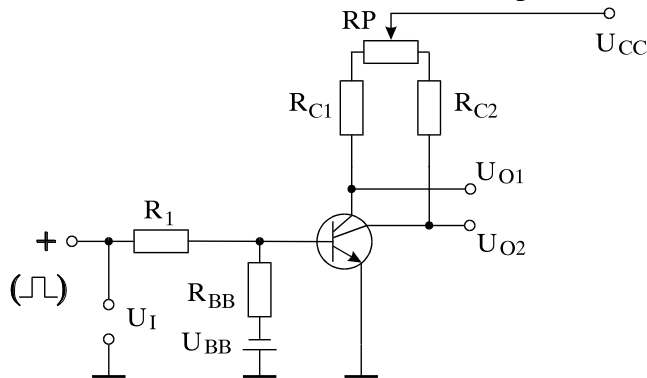 RP
U_CC
R_C1
R_C2
U_O1
R_1
U_O2
+
R_BB
U_I
U_BB